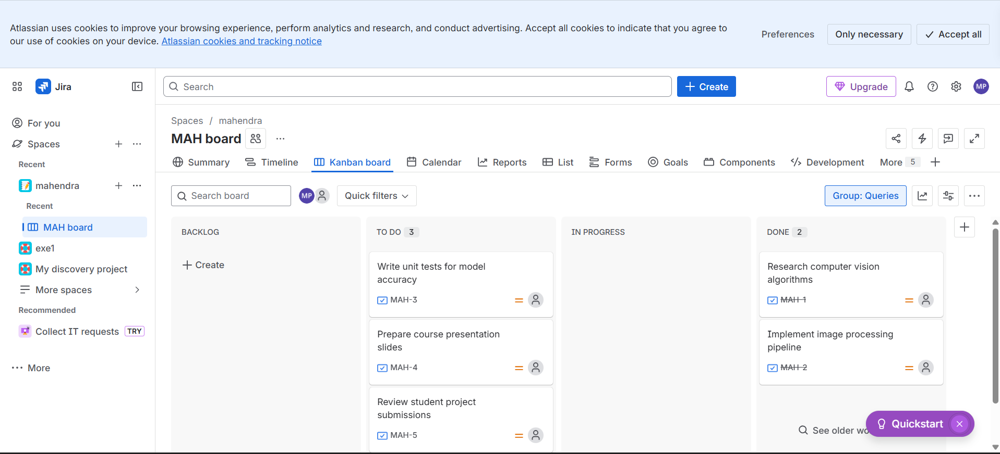 Atlassian uses cookies to improve your browsing experience, perform analytics and research, and conduct advertising. Accept all cookies to indicate that you agree to
our use of cookies on your device. Atlassian cookies and tracking notice
Preferences
Only necessary
Accept all
Jira
Search
Create
Upgrade
MP
For you
Spaces
Recent
mahendra
Recent
MAH board
exe1
My discovery project
More spaces
Recommended
Collect IT requests TRY
More
Spaces / mahendra
MAH board
Summary
Timeline
Kanban board
Calendar
Reports
List
Forms
Goals
Components
Development
More 5
Search board
MP
Quick filters
Group: Queries
BACKLOG
Create
TO DO 3
Write unit tests for model
accuracy
MAH-3
Prepare course presentation
slides
MAH-4
Review student project
submissions
MAH-5
IN PROGRESS
DONE 2
Research computer vision
algorithms
MAH-1
Implement image processing
pipeline
MAH-2
See older wo
Quickstart